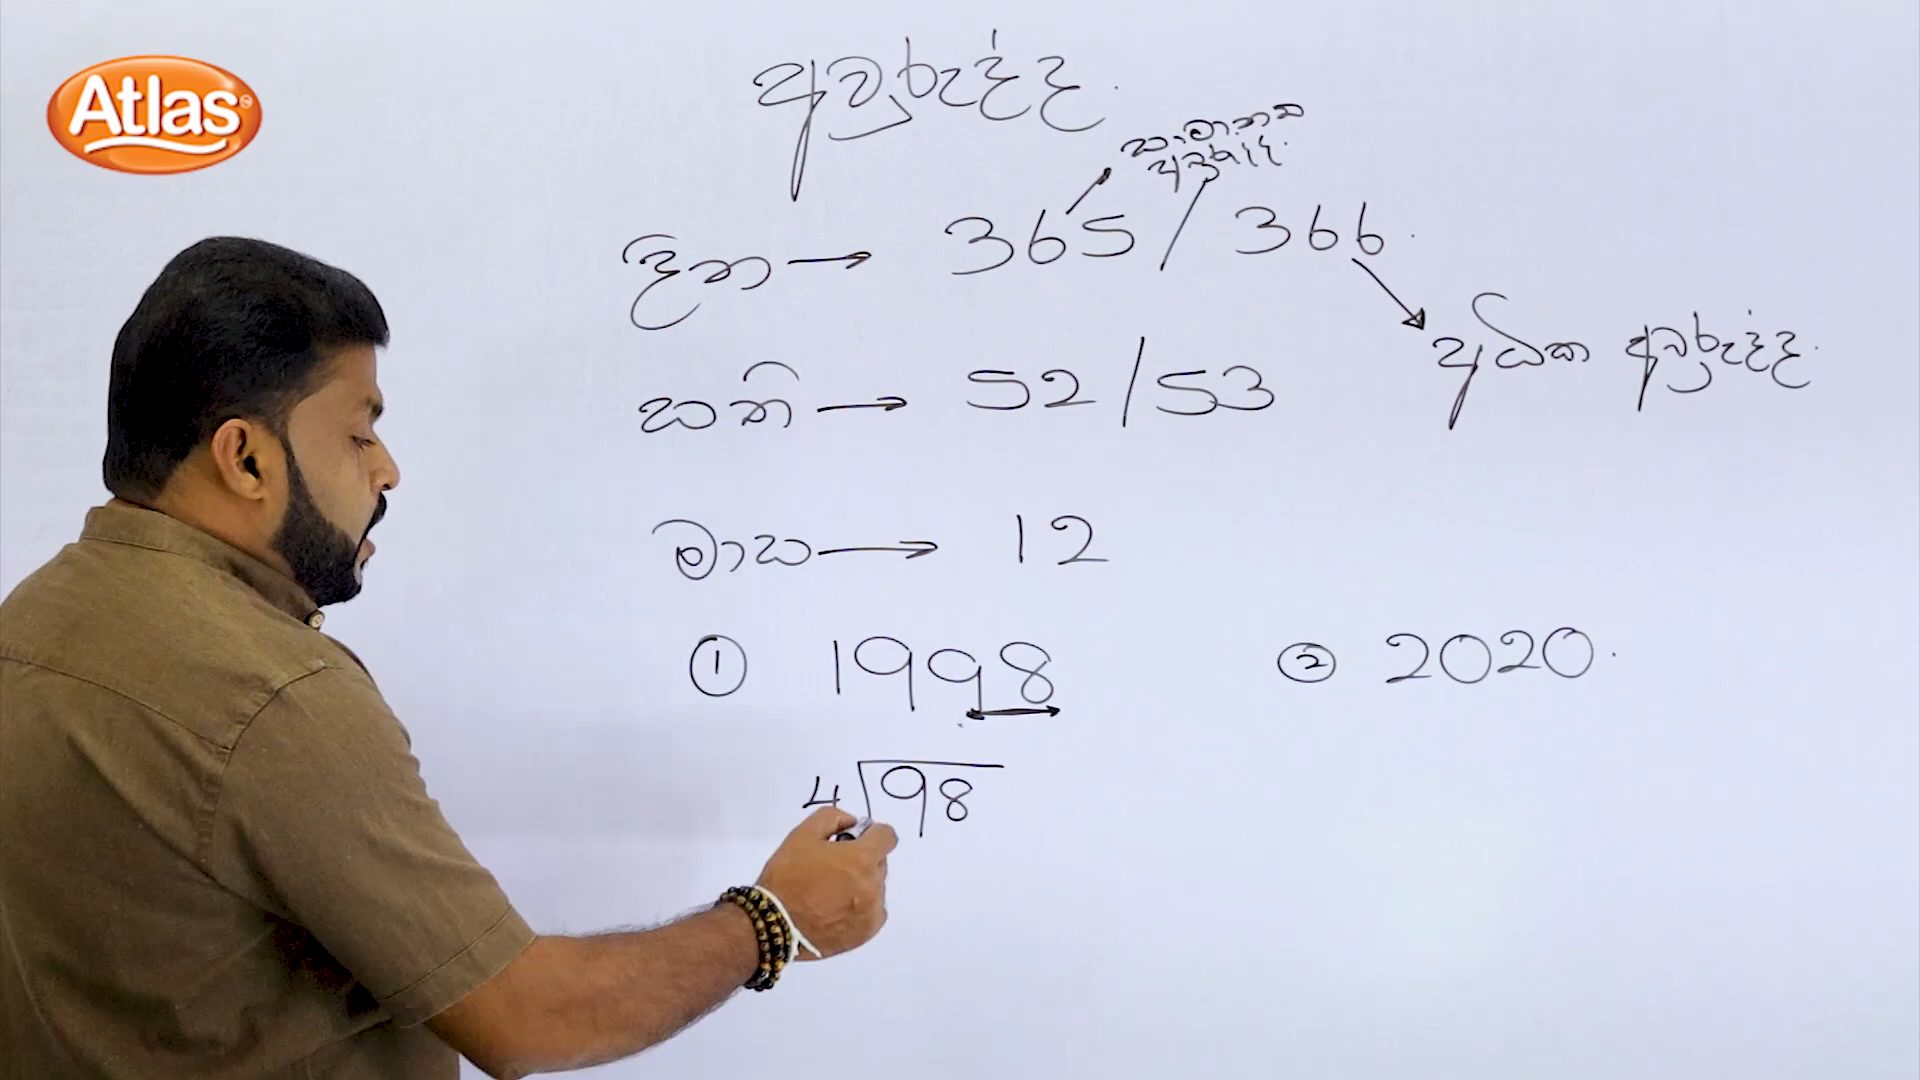 Atlas
අවුරුද්ද.
සාමාන්‍ය
අවුරුද්ද.
දින → 365 / 366.
අධික අවුරුද්ද.
සති → 52 / 53
මාස → 12
① 1998
② 2020.
4 98